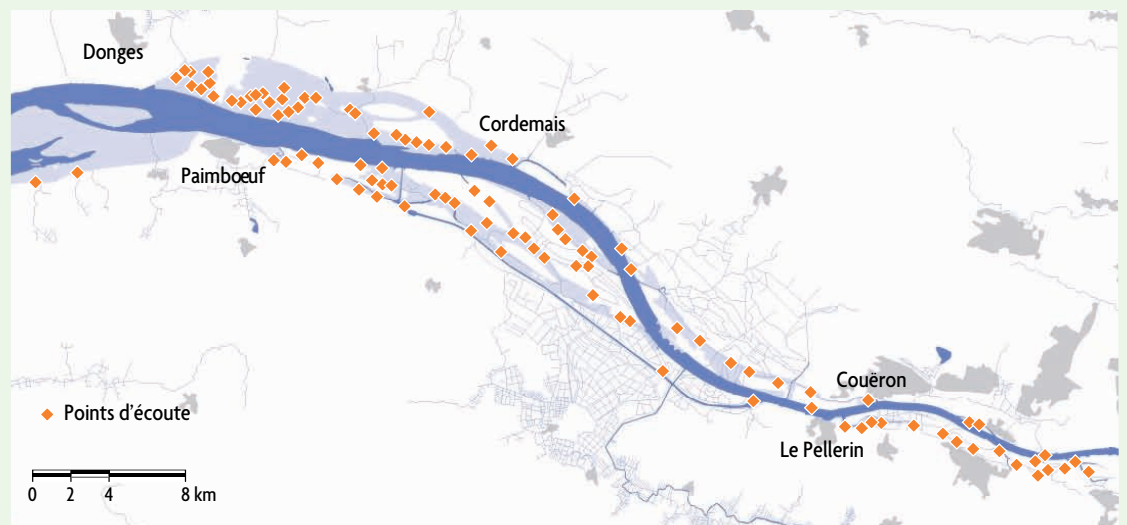 Donges
Cordemais
Paimbœuf
Couëron
Points d'écoute
Le Pellerin
0 2 4 8 km